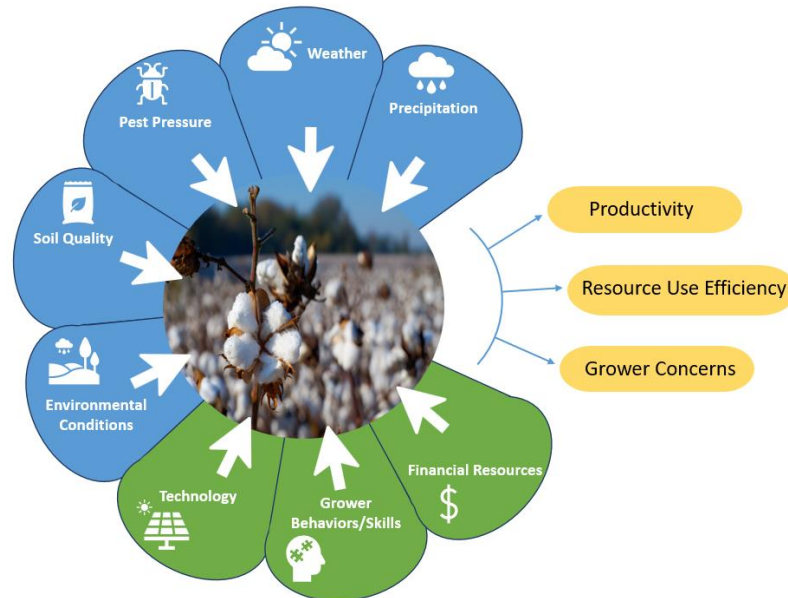 Weather
Precipitation
Pest Pressure
Soil Quality
Environmental
Conditions
Technology
Grower
Behaviors/Skills
Financial Resources
$
Productivity
Resource Use Efficiency
Grower Concerns